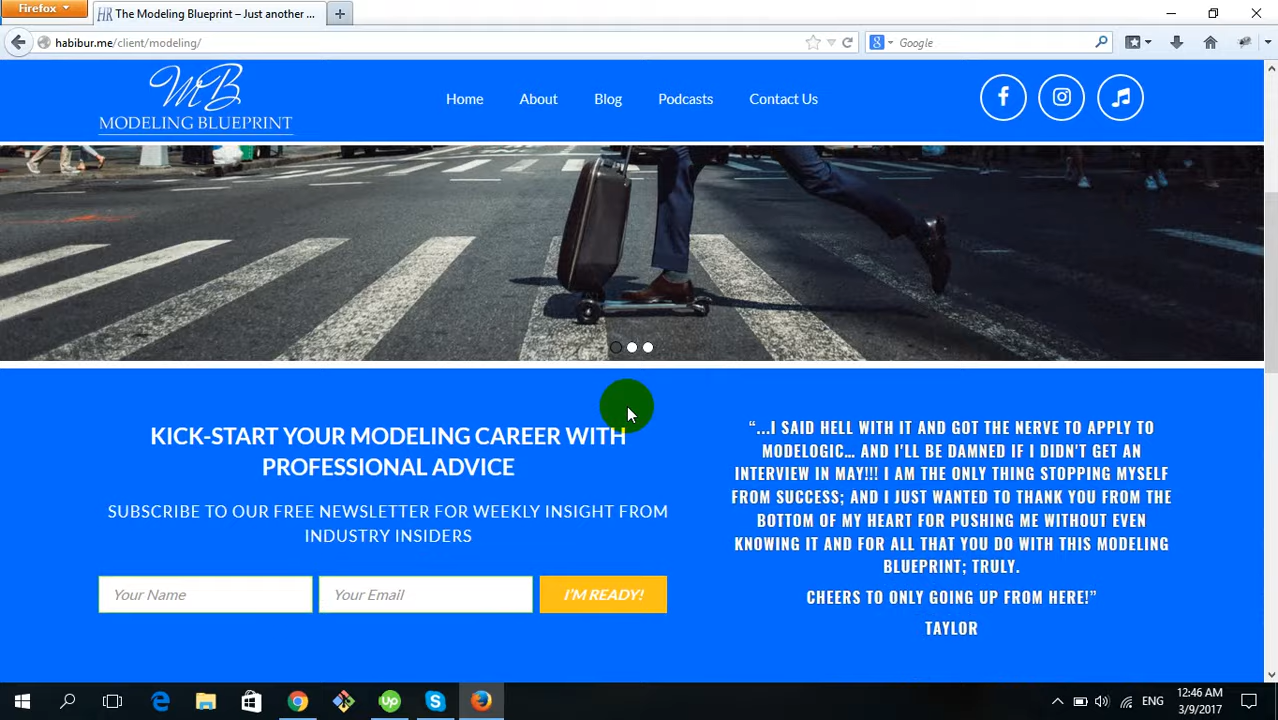 Firefox
HR The Modeling Blueprint – Just another ...
habibur.me/client/modeling/
Google
MB
MODELING BLUEPRINT
Home
About
Blog
Podcasts
Contact Us
KICK-START YOUR MODELING CAREER WITH
PROFESSIONAL ADVICE
SUBSCRIBE TO OUR FREE NEWSLETTER FOR WEEKLY INSIGHT FROM
INDUSTRY INSIDERS
Your Name
Your Email
I'M READY!
“...I SAID HELL WITH IT AND GOT THE NERVE TO APPLY TO
MODELOGIC... AND I'LL BE DAMNED IF I DIDN'T GET AN
INTERVIEW IN MAY!!! I AM THE ONLY THING STOPPING MYSELF
FROM SUCCESS; AND I JUST WANTED TO THANK YOU FROM THE
BOTTOM OF MY HEART FOR PUSHING ME WITHOUT EVEN
KNOWING IT AND FOR ALL THAT YOU DO WITH THIS MODELING
BLUEPRINT; TRULY.
CHEERS TO ONLY GOING UP FROM HERE!”
TAYLOR
Up
ENG
12:46 AM
3/9/2017